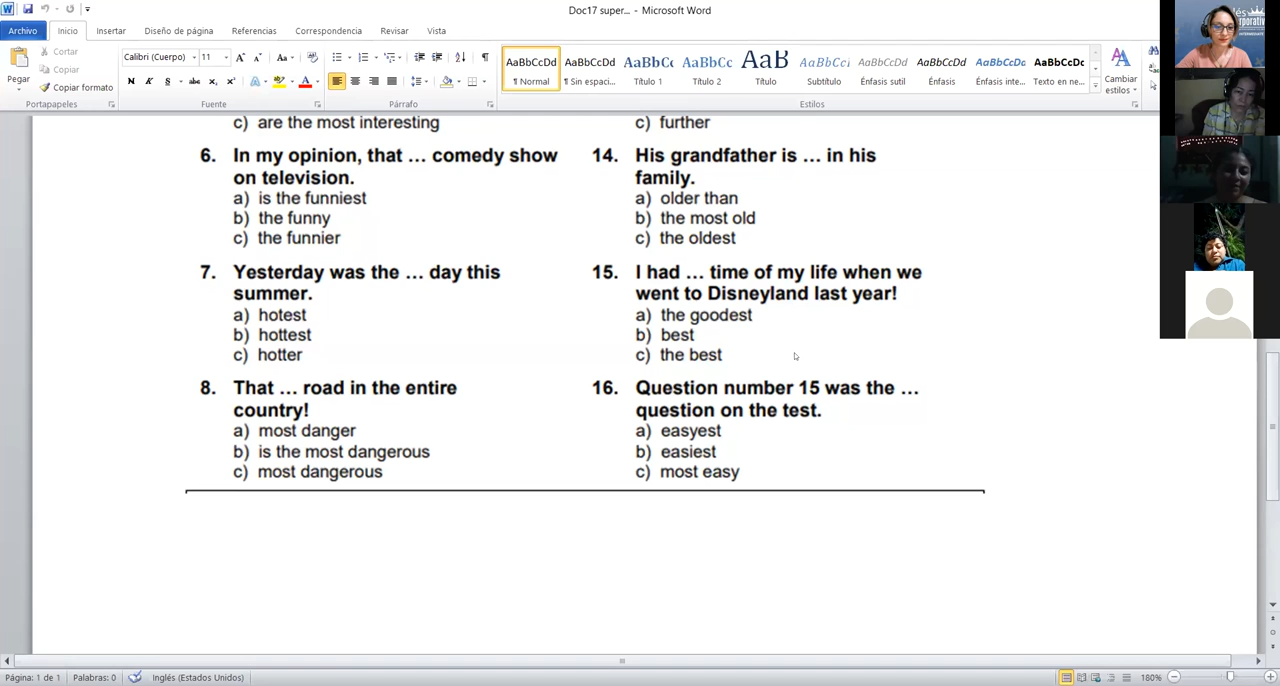 Doc17 super... - Microsoft Word
Archivo
Inicio
Insertar
Diseño de página
Referencias
Correspondencia
Revisar
Vista
Pegar
Cortar
Copiar
Copiar formato
Portapapeles
Calibri (Cuerpo)
11
Fuente
Párrafo
AaBbCcDd
¶ Normal
AaBbCcDd
¶ Sin espaci...
AaBbCc
Título 1
AaBbCc
Título 2
AaB
Título
AaBbCcI
Subtítulo
AaBbCcDd
Énfasis sutil
AaBbCcDd
Énfasis
AaBbCcDd
Énfasis inte...
AaBbCcDc
Texto en ne...
Estilos
Cambiar
estilos
c) are the most interesting
6. In my opinion, that ... comedy show
on television.
a) is the funniest
b) the funny
c) the funnier
7. Yesterday was the ... day this
summer.
a) hotest
b) hottest
c) hotter
8. That ... road in the entire
country!
a) most danger
b) is the most dangerous
c) most dangerous
c) further
14. His grandfather is ... in his
family.
a) older than
b) the most old
c) the oldest
15. I had ... time of my life when we
went to Disneyland last year!
a) the goodest
b) best
c) the best
16. Question number 15 was the ...
question on the test.
a) easyest
b) easiest
c) most easy
Página: 1 de 1
Palabras: 0
Inglés (Estados Unidos)
180%